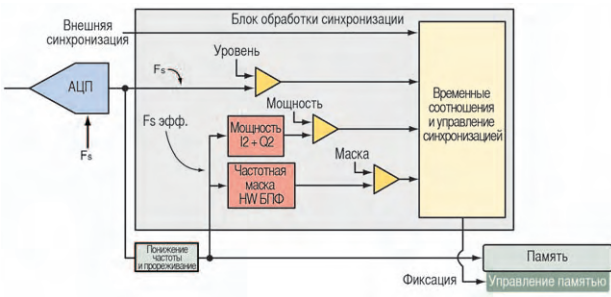 Блок обработки синхронизации
Внешняя
синхронизация
Уровень
Fs
АЦП
Fs
Fs эфф.
Мощность
Мощность
I2 + Q2
Временные
соотношения
и управление
синхронизацией
Маска
Частотная
маска
HW БПФ
Понижение
частоты
и прореживание
Память
Фиксация
Управление памятью